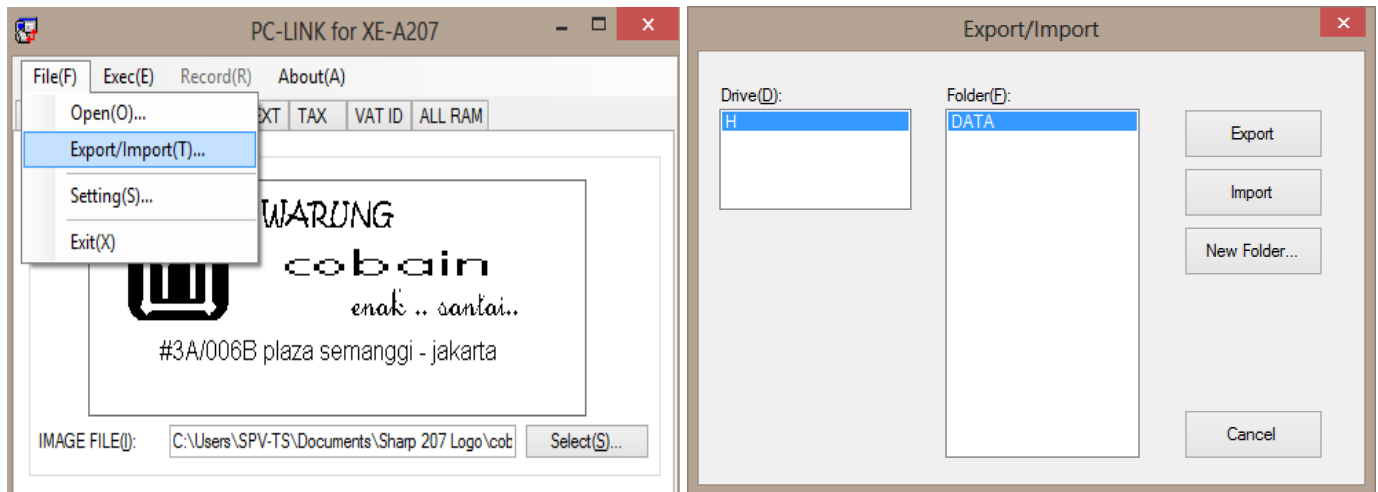 PC-LINK for XE-A207
File(F) Exec(E) Record(R) About(A)
Open(O)...
Export/Import(T)...
Setting(S)...
Exit(X)
TAX VAT ID ALL RAM
WARUNG
cobain
enak .. santai..
#3A/006B plaza semanggi - jakarta
IMAGE FILE(I): C:\Users\SPV-TS\Documents\Sharp 207 Logo\cob Select(S)...
Export/Import
Drive(D): Folder(F):
H DATA
Export
Import
New Folder...
Cancel